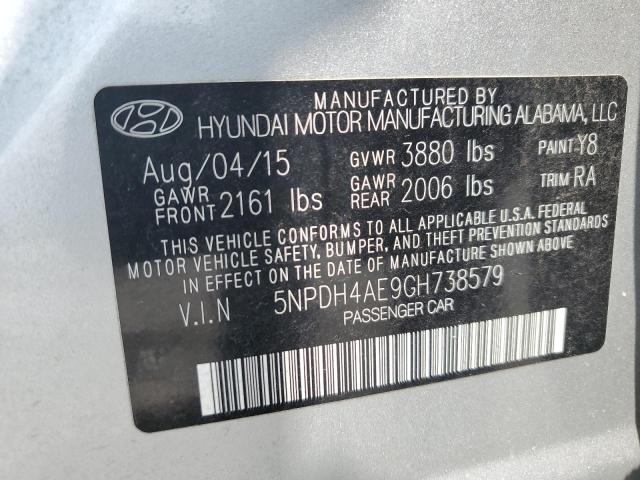 MANUFACTURED BY
HYUNDAI MOTOR MANUFACTURING ALABAMA, LLC
Aug/04/15 GVWR 3880 lbs PAINT:Y8
GAWR FRONT 2161 lbs GAWR REAR 2006 lbs TRIM:RA
THIS VEHICLE CONFORMS TO ALL APPLICABLE U.S.A. FEDERAL
MOTOR VEHICLE SAFETY, BUMPER, AND THEFT PREVENTION STANDARDS
IN EFFECT ON THE DATE OF MANUFACTURE SHOWN ABOVE
V.I.N 5NPDH4AE9GH738579
PASSENGER CAR